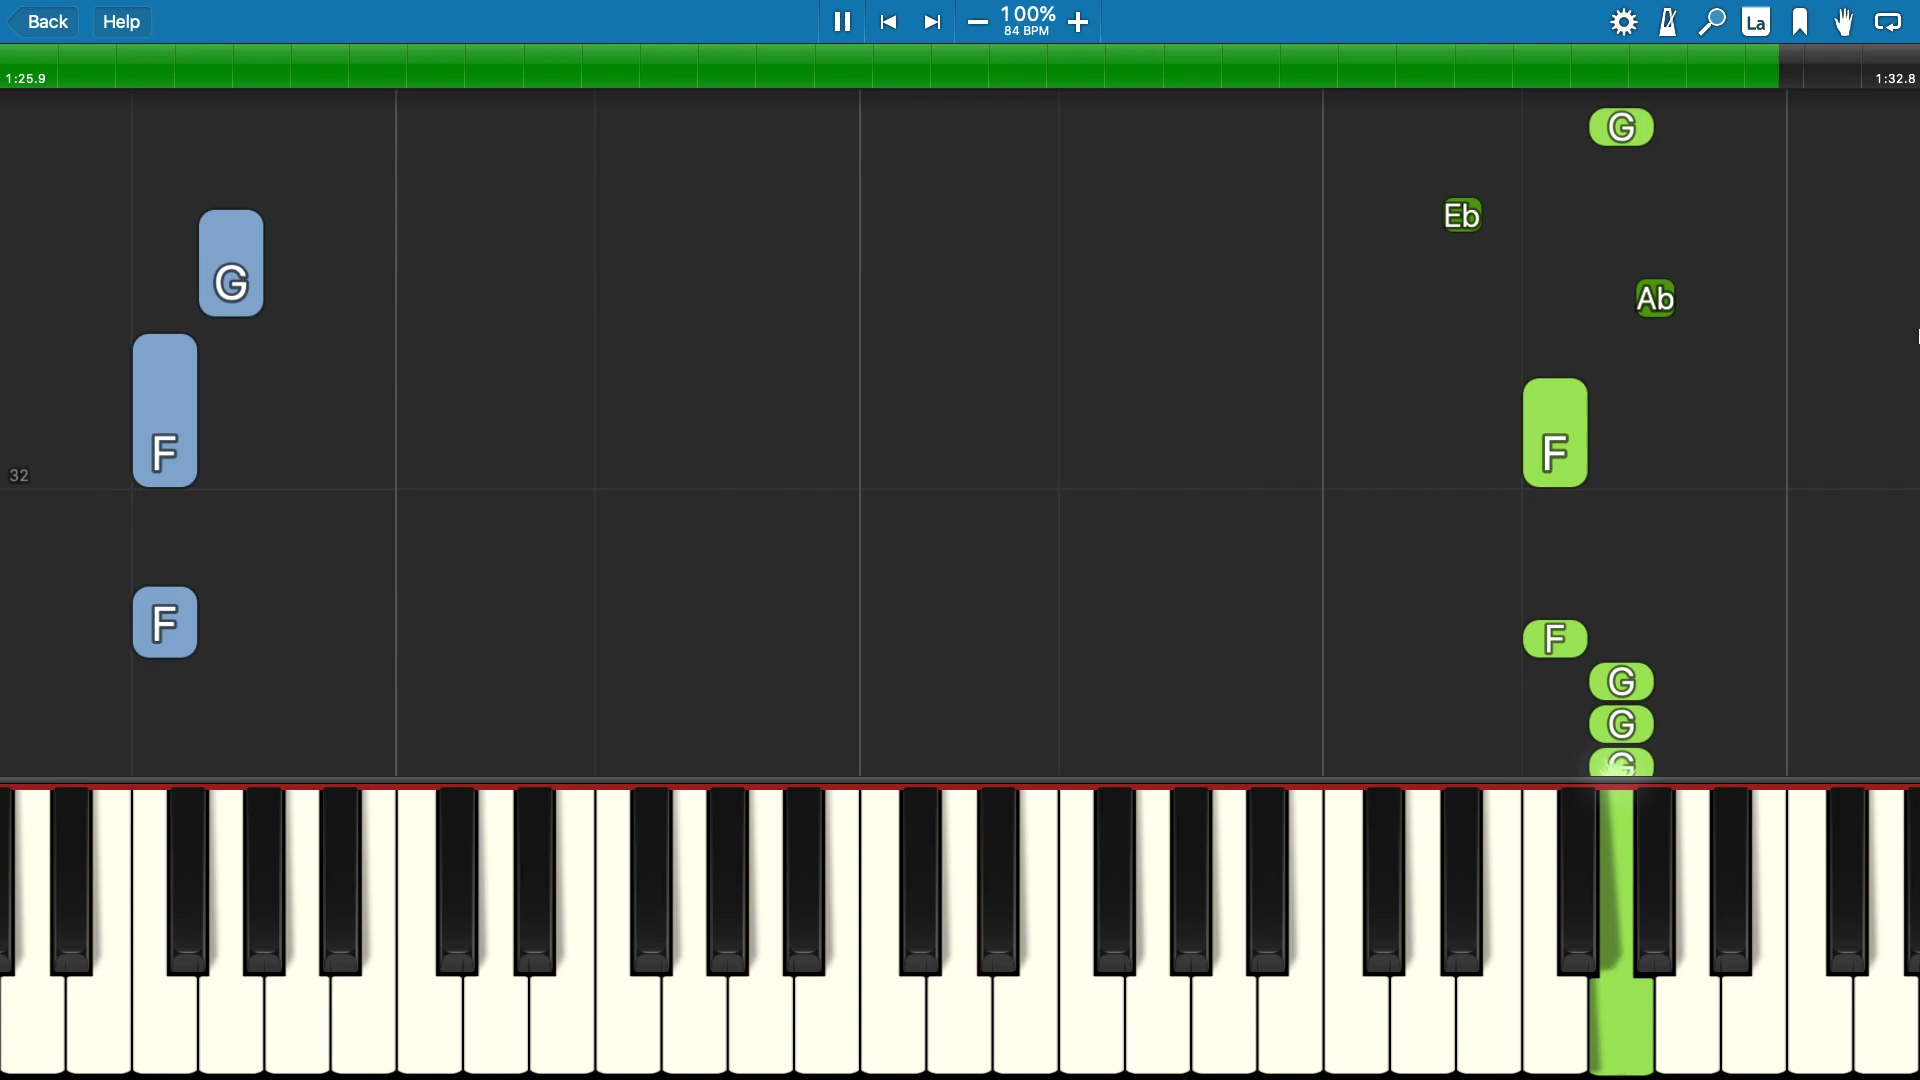 Back Help 100% La
84 BPM
1:25.9 1:32.8
G
Eb
G
Ab
F F
32
F F
G
G
G